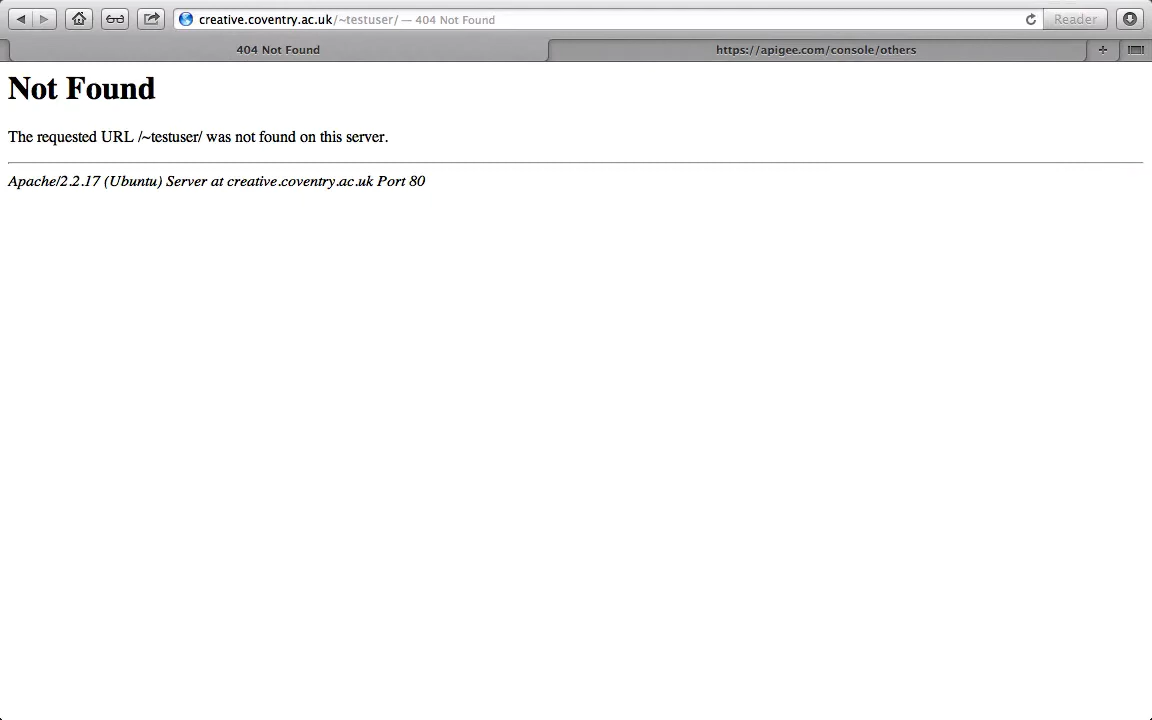 creative.coventry.ac.uk/~testuser/ — 404 Not Found
Reader
404 Not Found
https://apigee.com/console/others
Not Found
The requested URL /~testuser/ was not found on this server.
Apache/2.2.17 (Ubuntu) Server at creative.coventry.ac.uk Port 80